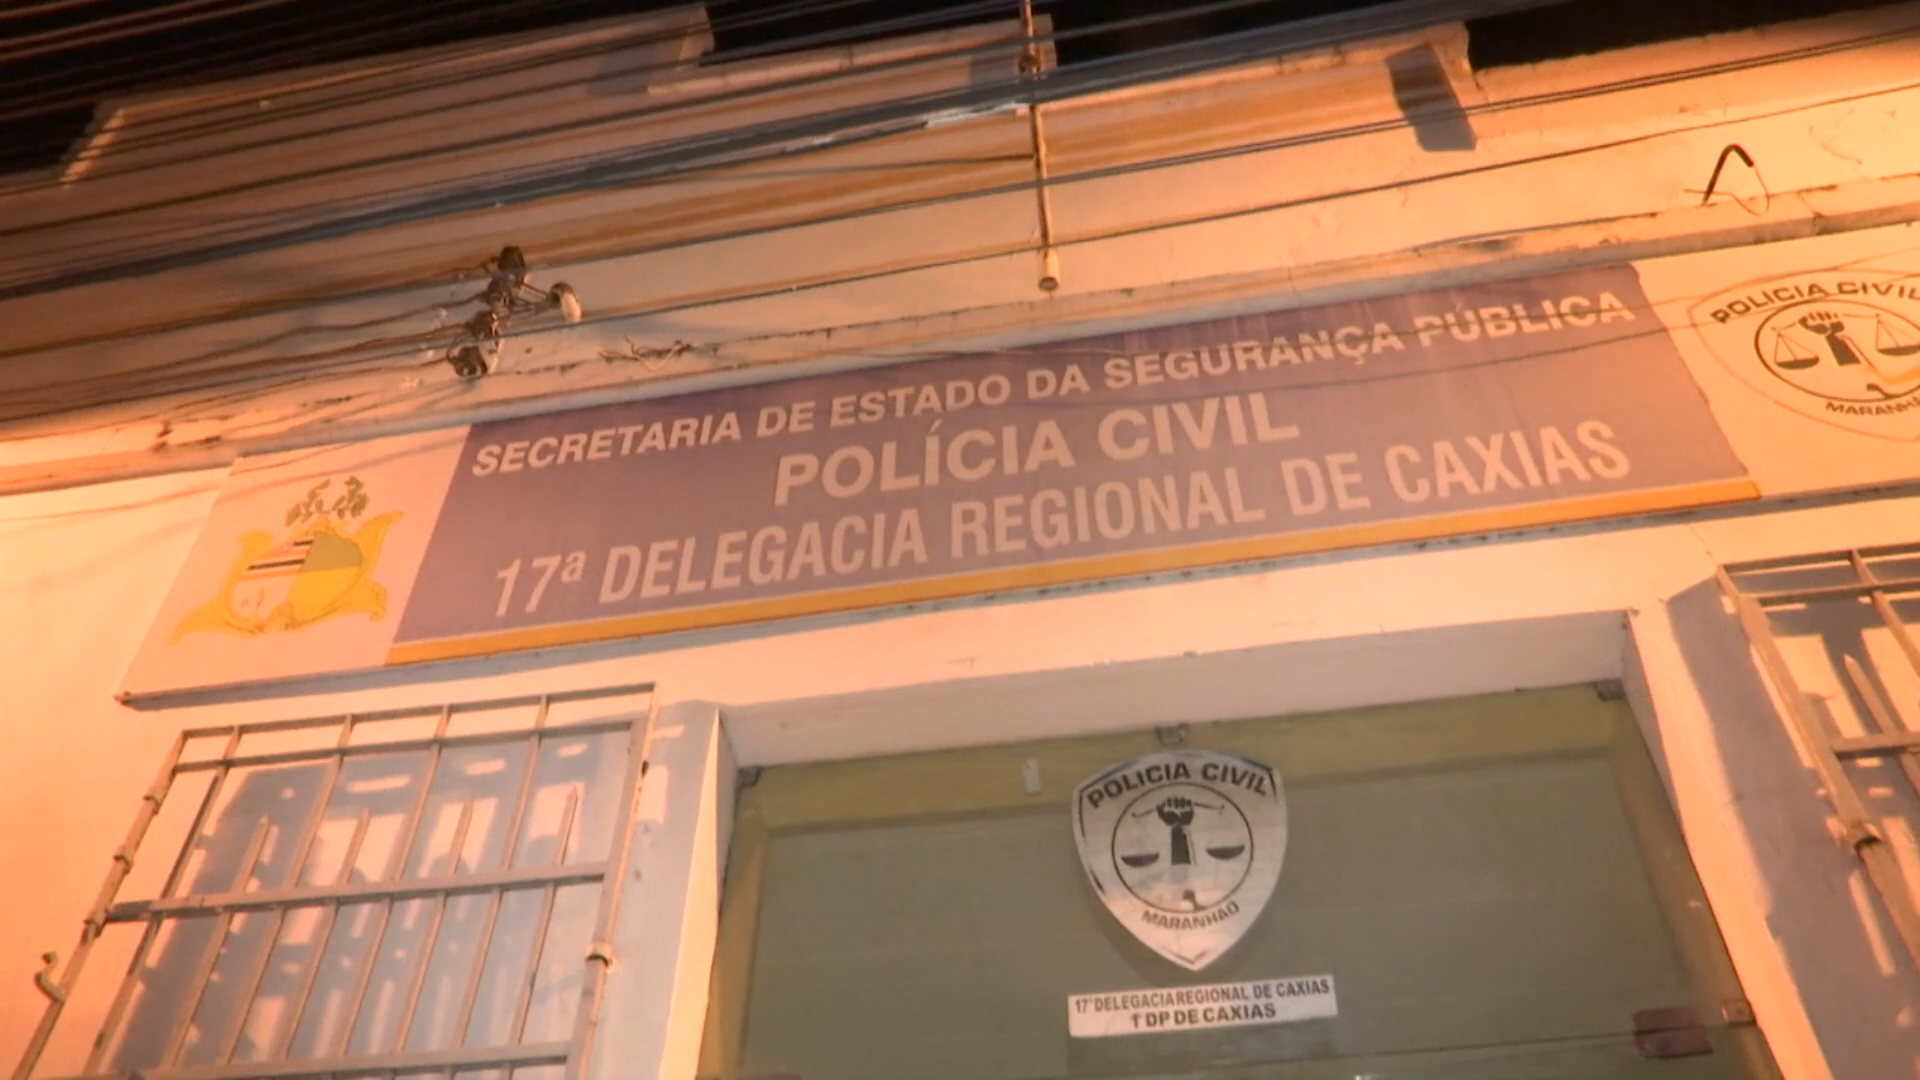 SECRETARIA DE ESTADO DA SEGURANÇA PÚBLICA
POLÍCIA CIVIL
17ª DELEGACIA REGIONAL DE CAXIAS
POLICIA CIVIL
MARANHÃO
POLICIA CIVIL
MARANHÃO
17ª DELEGACIA REGIONAL DE CAXIAS
1ª DP DE CAXIAS